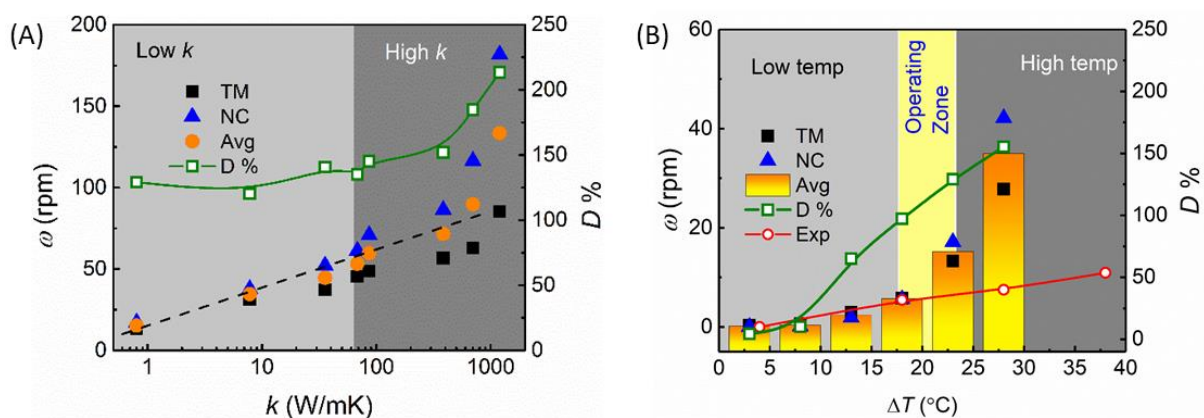 (A)
200
150
100
50
0
ω (rpm)
Low k
High k
TM
NC
Avg
D %
250
200
150
100
50
0
D %
1
10
100
1000
k (W/mK)
(B)
60
40
20
0
ω (rpm)
Low temp
Operating
Zone
High temp
TM
NC
Avg
D %
Exp
250
200
150
100
50
0
D %
0
5
10
15
20
25
30
35
40
ΔT (°C)